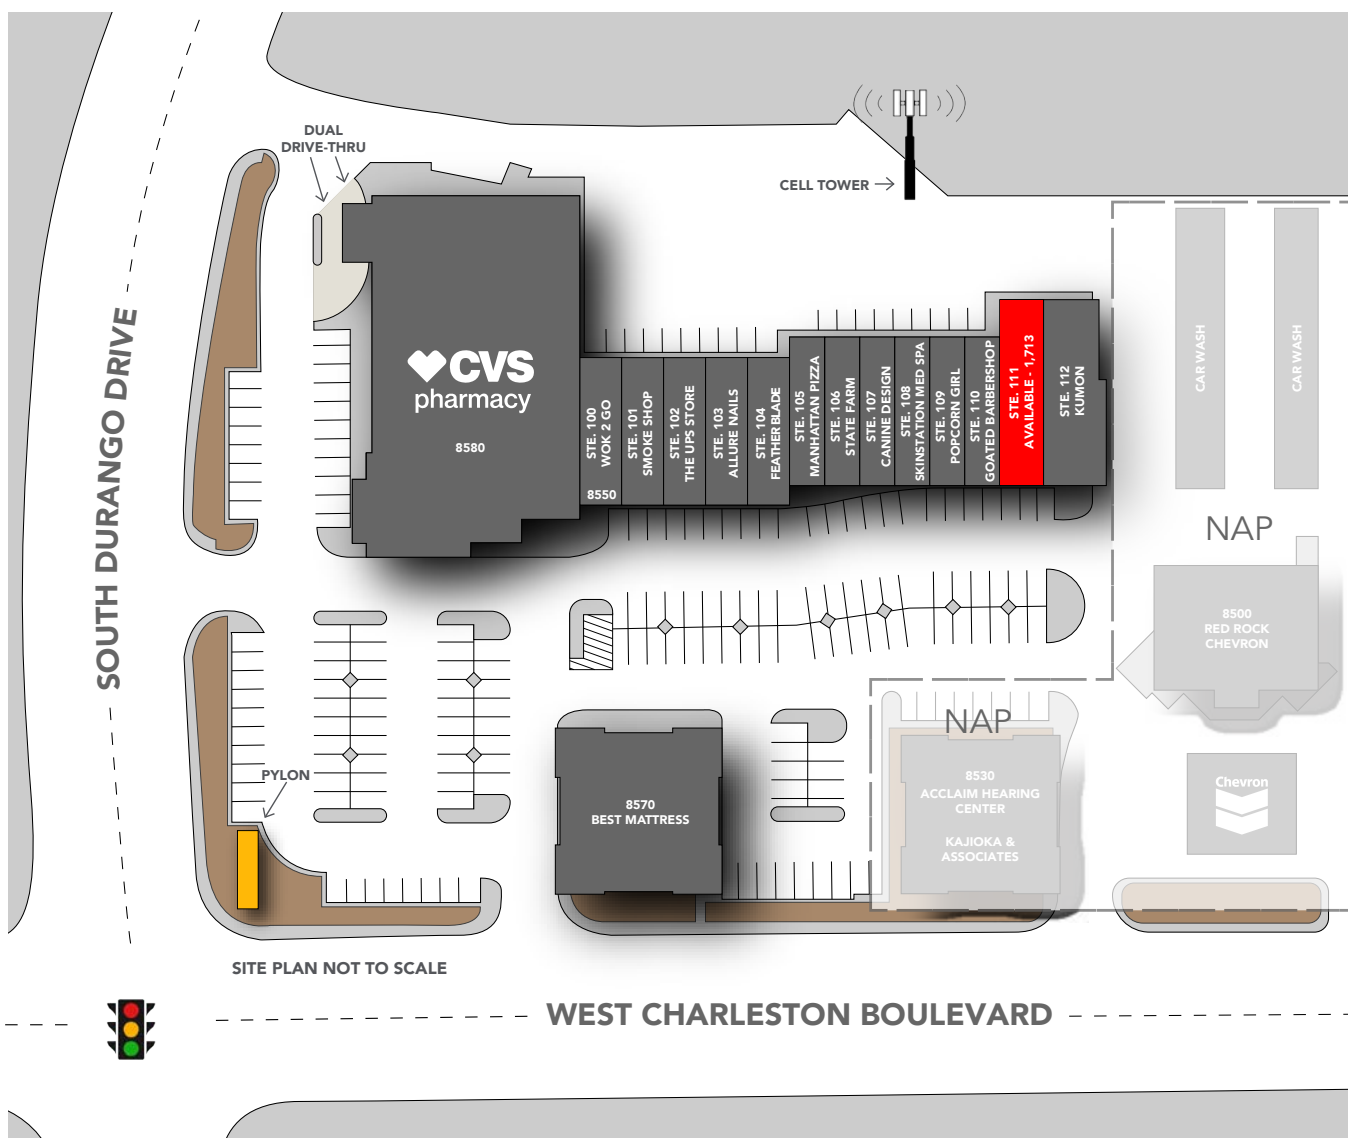 DUAL
DRIVE-THRU
CELL TOWER
SOUTH DURANGO DRIVE
CVS
pharmacy
8580
STE. 100
WOK 2 GO
8550
STE. 101
SMOKE SHOP
STE. 102
THE UPS STORE
STE. 103
ALLURE NAILS
STE. 104
FEATHER BLADE
STE. 105
MANHATTAN PIZZA
STE. 106
STATE FARM
STE. 107
CANINE DESIGN
STE. 108
SKINSTATION MED SPA
STE. 109
POPCORN GIRL
STE. 110
GOATED BARBERSHOP
STE. 111
AVAILABLE - 1,713
STE. 112
KUMON
CAR WASH
CAR WASH
NAP
8500
RED ROCK
CHEVRON
NAP
PYLON
8570
BEST MATTRESS
8530
ACCLAIM HEARING
CENTER
KAJIOKA &
ASSOCIATES
Chevron
SITE PLAN NOT TO SCALE
WEST CHARLESTON BOULEVARD